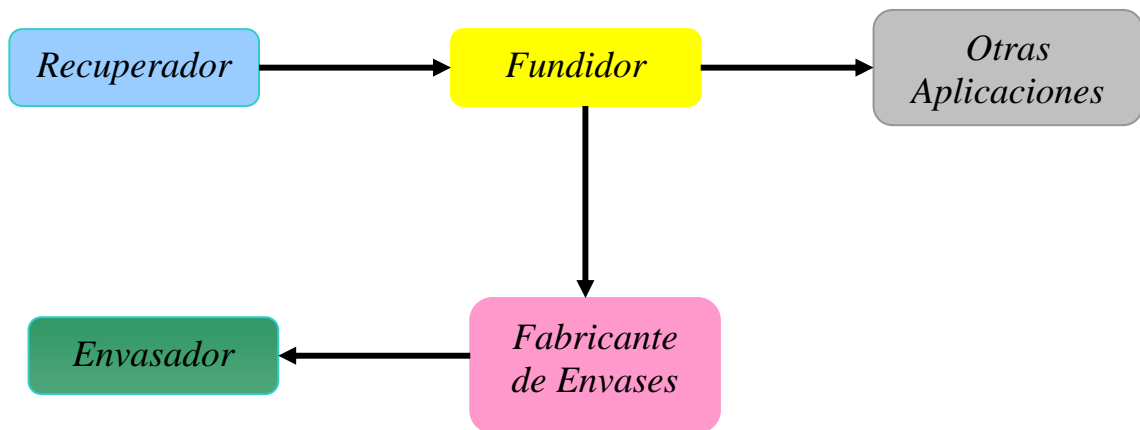 Recuperador
Fundidor
Otras
Aplicaciones
Envasador
Fabricante
de Envases